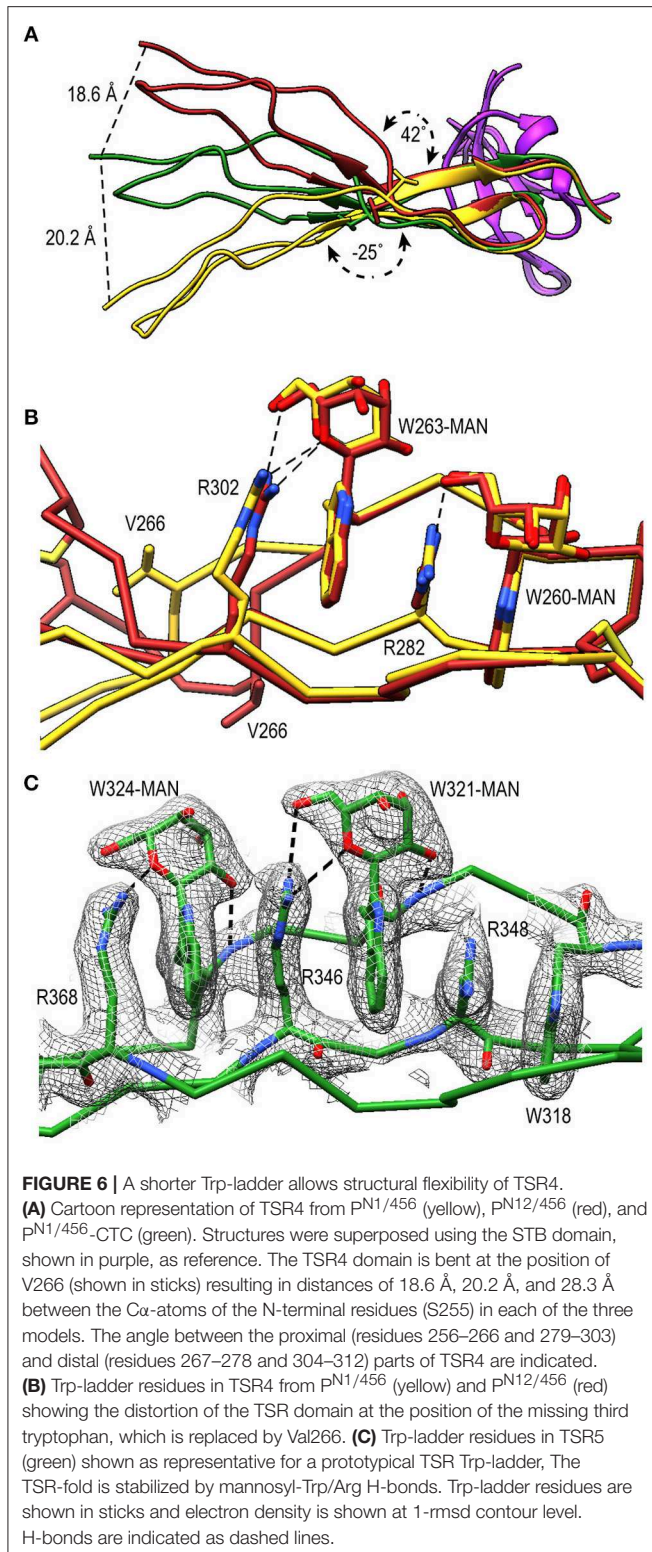 A
18.6 Å
42°
20.2 Å
-25°
B
W263-MAN
R302
V266
W260-MAN
R282
V266
C
W324-MAN
W321-MAN
R348
R346
R368
W318
FIGURE 6 | A shorter Trp-ladder allows structural flexibility of TSR4.
(A) Cartoon representation of TSR4 from P^N1/456 (yellow), P^N12/456 (red), and
P^N1/456-CTC (green). Structures were superposed using the STB domain,
shown in purple, as reference. The TSR4 domain is bent at the position of
V266 (shown in sticks) resulting in distances of 18.6 Å, 20.2 Å, and 28.3 Å
between the Cα-atoms of the N-terminal residues (S255) in each of the three
models. The angle between the proximal (residues 256–266 and 279–303)
and distal (residues 267–278 and 304–312) parts of TSR4 are indicated.
(B) Trp-ladder residues in TSR4 from P^N1/456 (yellow) and P^N12/456 (red)
showing the distortion of the TSR domain at the position of the missing third
tryptophan, which is replaced by Val266. (C) Trp-ladder residues in TSR5
(green) shown as representative for a prototypical TSR Trp-ladder, The
TSR-fold is stabilized by mannosyl-Trp/Arg H-bonds. Trp-ladder residues are
shown in sticks and electron density is shown at 1-rmsd contour level.
H-bonds are indicated as dashed lines.